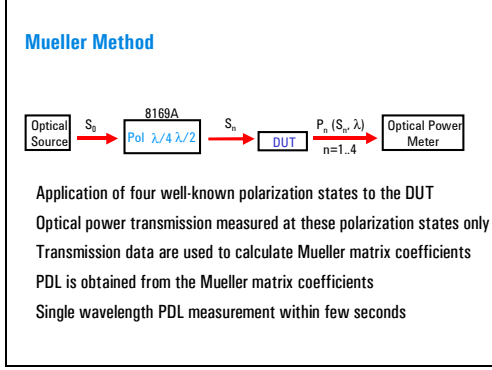 Mueller Method
8169A
Optical Source
S₀
Pol λ/4 λ/2
Sₙ
DUT
Pₙ (Sₙ, λ)
n=1..4
Optical Power Meter
Application of four well-known polarization states to the DUT
Optical power transmission measured at these polarization states only
Transmission data are used to calculate Mueller matrix coefficients
PDL is obtained from the Mueller matrix coefficients
Single wavelength PDL measurement within few seconds